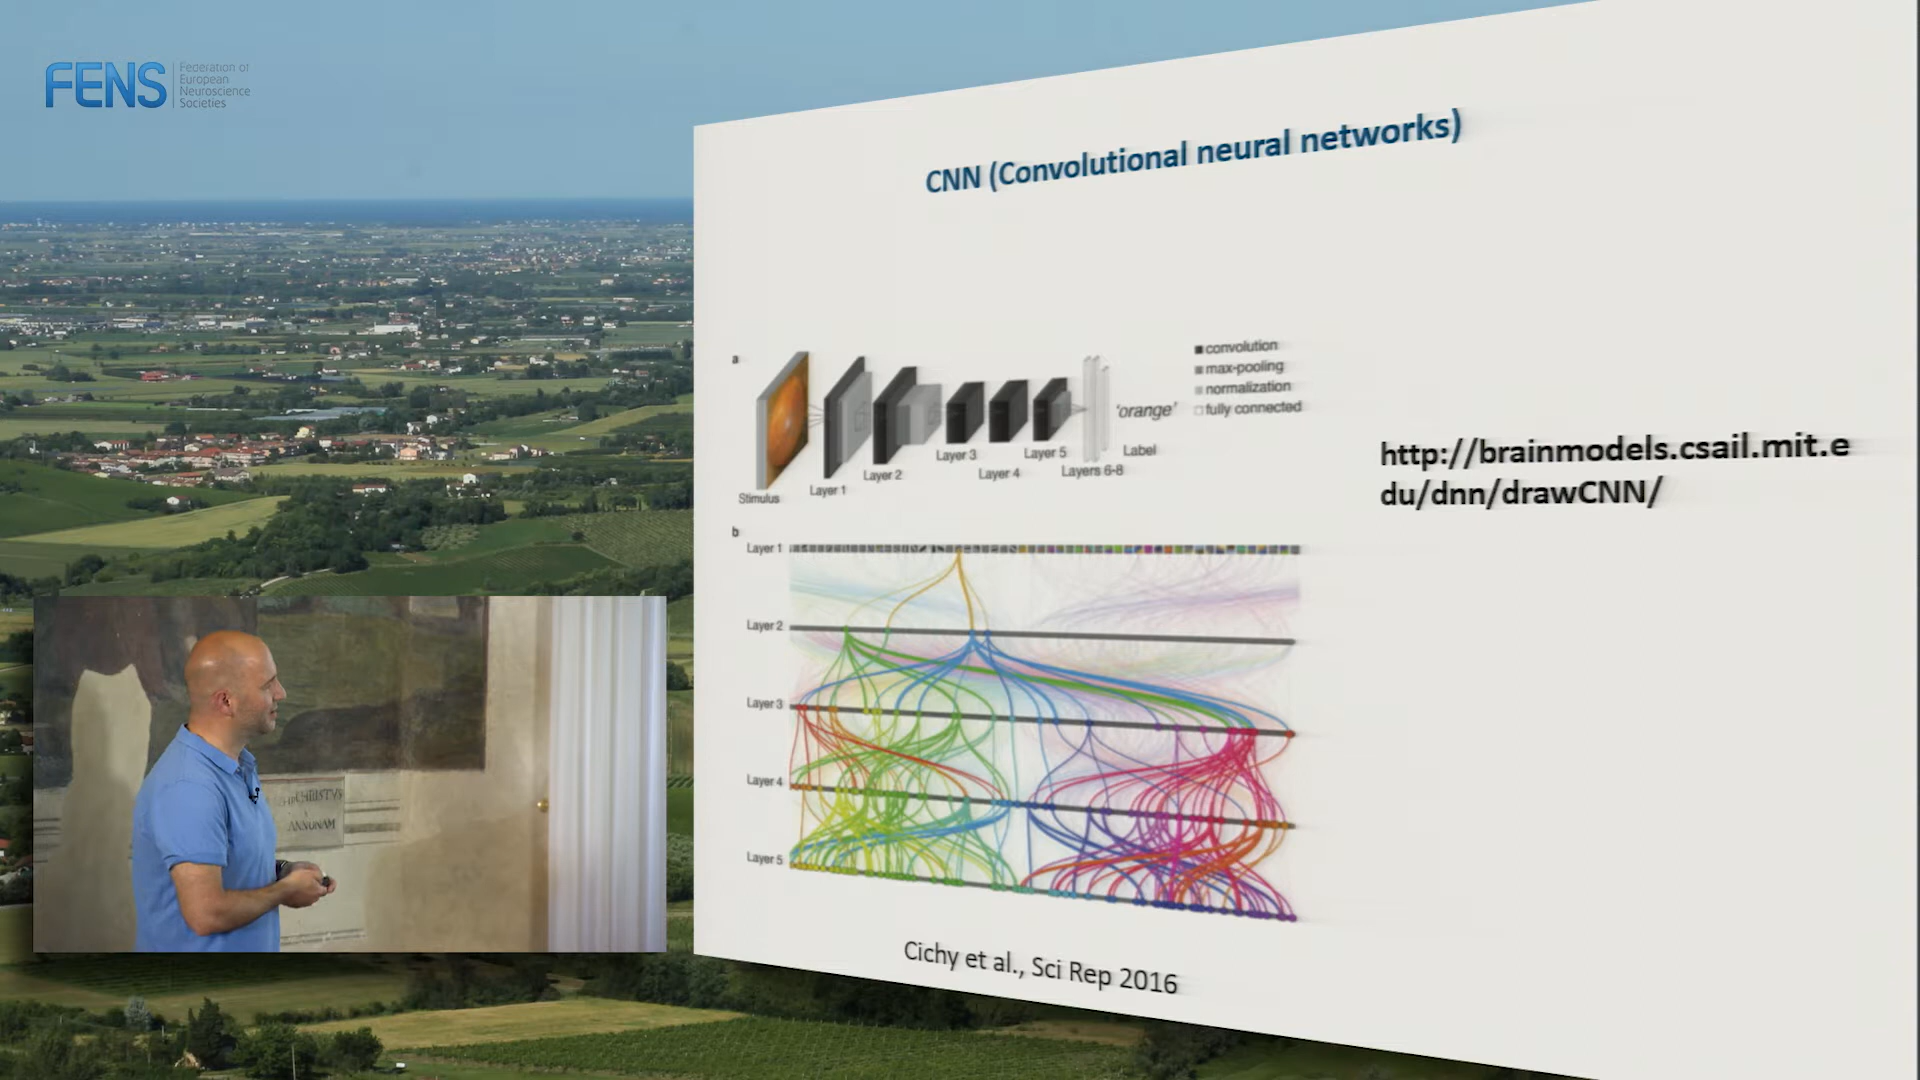 FENS
Federation of
European
Neuroscience
Societies
CNN (Convolutional neural networks)
a
convolution
max-pooling
normalization
fully connected
'orange'
Label
Stimulus
Layer 1
Layer 2
Layer 3
Layer 4
Layer 5
Layers 6-8
http://brainmodels.csail.mit.e
du/dnn/drawCNN/
b
Layer 1
Layer 2
Layer 3
Layer 4
Layer 5
ANNONAM
Cichy et al., Sci Rep 2016